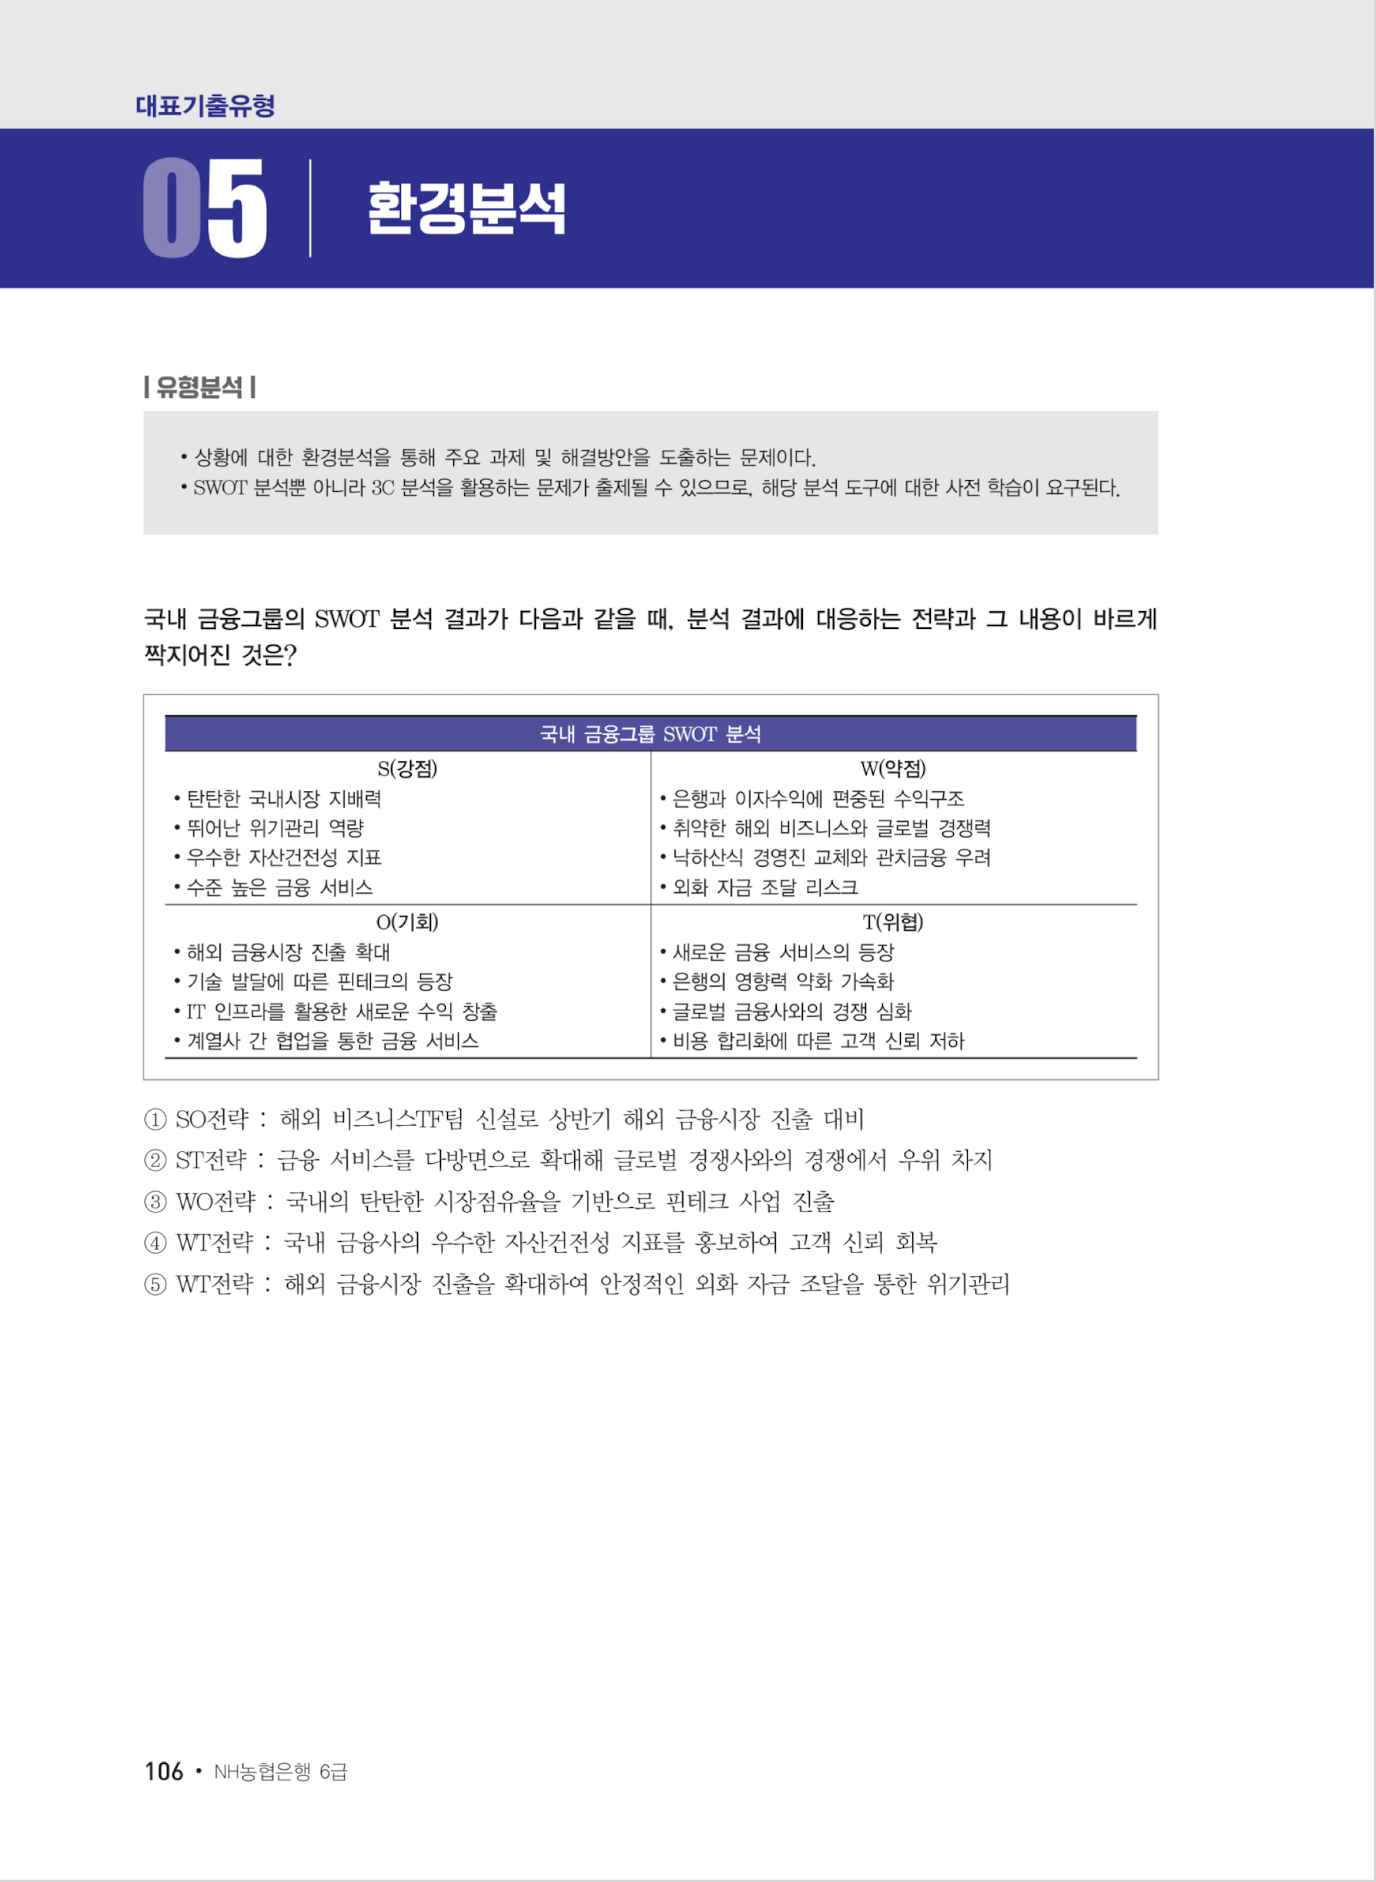 대표기출유형
05 환경분석
| 유형분석 |
• 상황에 대한 환경분석을 통해 주요 과제 및 해결방안을 도출하는 문제이다.
• SWOT 분석뿐 아니라 3C 분석을 활용하는 문제가 출제될 수 있으므로, 해당 분석 도구에 대한 사전 학습이 요구된다.
국내 금융그룹의 SWOT 분석 결과가 다음과 같을 때, 분석 결과에 대응하는 전략과 그 내용이 바르게
짝지어진 것은?
국내 금융그룹 SWOT 분석
S(강점)
• 탄탄한 국내시장 지배력
• 뛰어난 위기관리 역량
• 우수한 자산건전성 지표
• 수준 높은 금융 서비스
W(약점)
• 은행과 이자수익에 편중된 수익구조
• 취약한 해외 비즈니스와 글로벌 경쟁력
• 낙하산식 경영진 교체와 관치금융 우려
• 외화 자금 조달 리스크
O(기회)
• 해외 금융시장 진출 확대
• 기술 발달에 따른 핀테크의 등장
• IT 인프라를 활용한 새로운 수익 창출
• 계열사 간 협업을 통한 금융 서비스
T(위협)
• 새로운 금융 서비스의 등장
• 은행의 영향력 약화 가속화
• 글로벌 금융사와의 경쟁 심화
• 비용 합리화에 따른 고객 신뢰 저하
① SO전략 : 해외 비즈니스TF팀 신설로 상반기 해외 금융시장 진출 대비
② ST전략 : 금융 서비스를 다방면으로 확대해 글로벌 경쟁사와의 경쟁에서 우위 차지
③ WO전략 : 국내의 탄탄한 시장점유율을 기반으로 핀테크 사업 진출
④ WT전략 : 국내 금융사의 우수한 자산건전성 지표를 홍보하여 고객 신뢰 회복
⑤ WT전략 : 해외 금융시장 진출을 확대하여 안정적인 외화 자금 조달을 통한 위기관리
106 • NH농협은행 6급